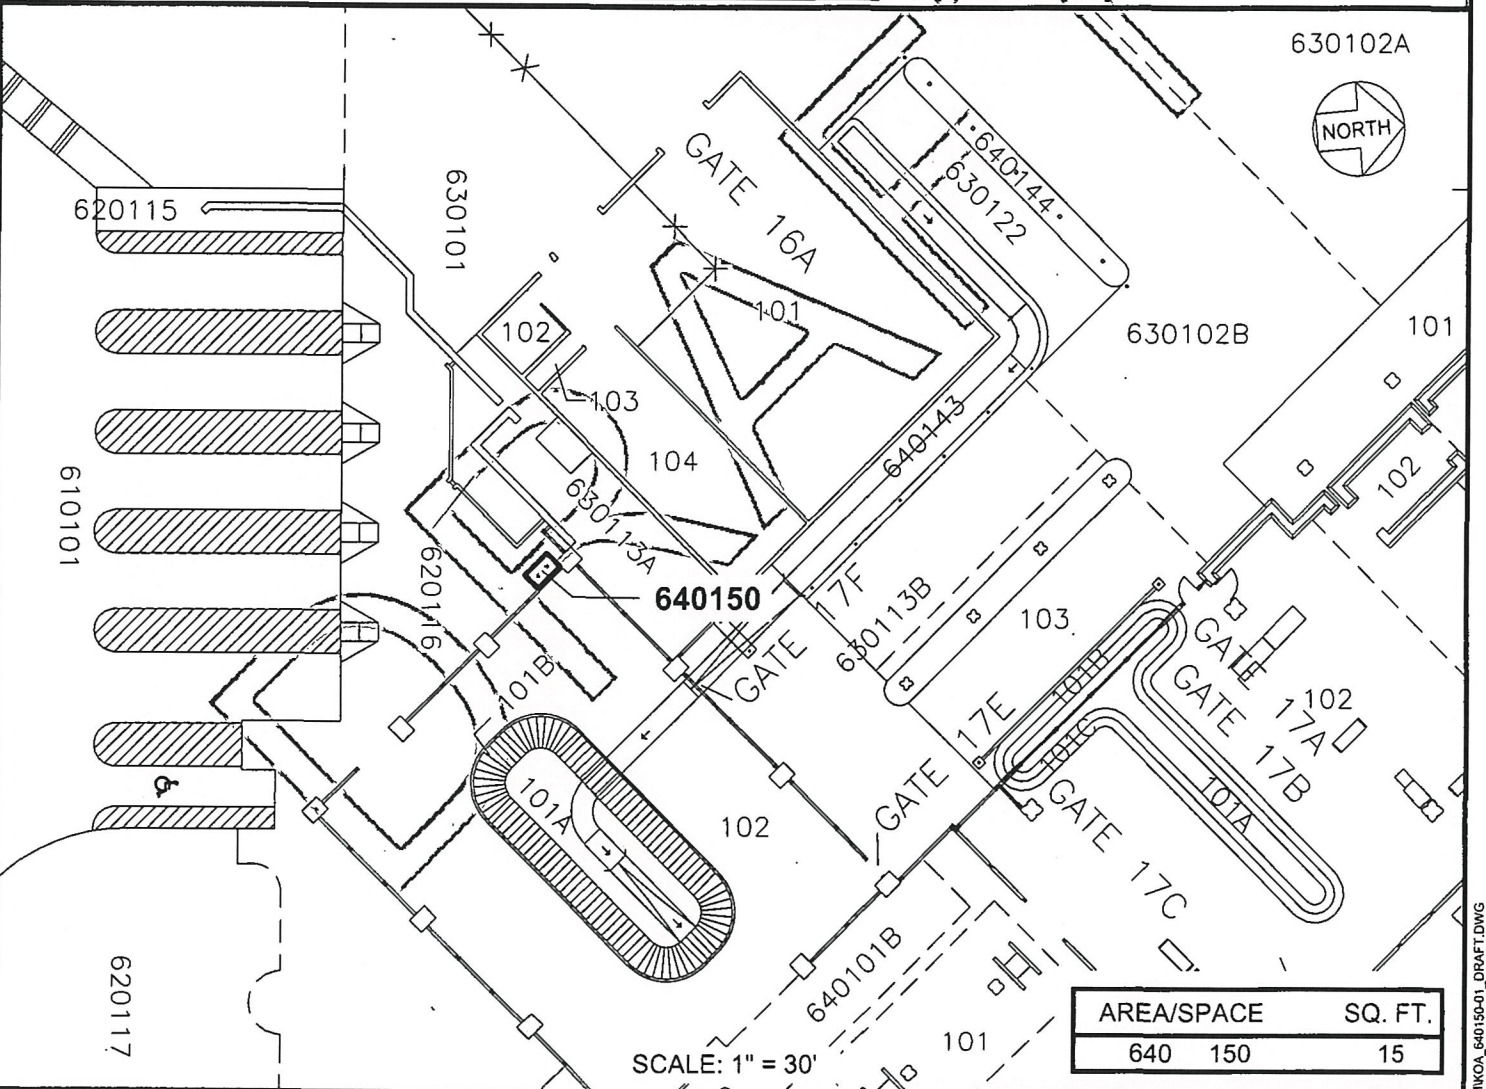 630102A
NORTH
620115
630101
GATE 16A
640144
630122
101
102
103
104
630102B
101
102
640143
610101
620116
630113A
640150
GATE 17F
630113B
103
101B
101B
101C
GATE 17A
102
GATE 17B
101A
GATE 17E
GATE 17C
101A
102
620117
640101B
101
SCALE: 1" = 30'
AREA/SPACE SQ. FT.
640 150 15
IKOA_640150-01_DRAFT.DWG